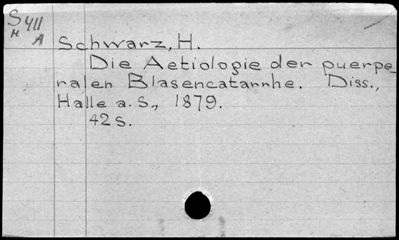 S 411
H A
Schwarz, H.
Die Aetiologie der puerpe-
ralen Blasencatarrhe. Diss.,
Halle a. S., 1879.
42 s.